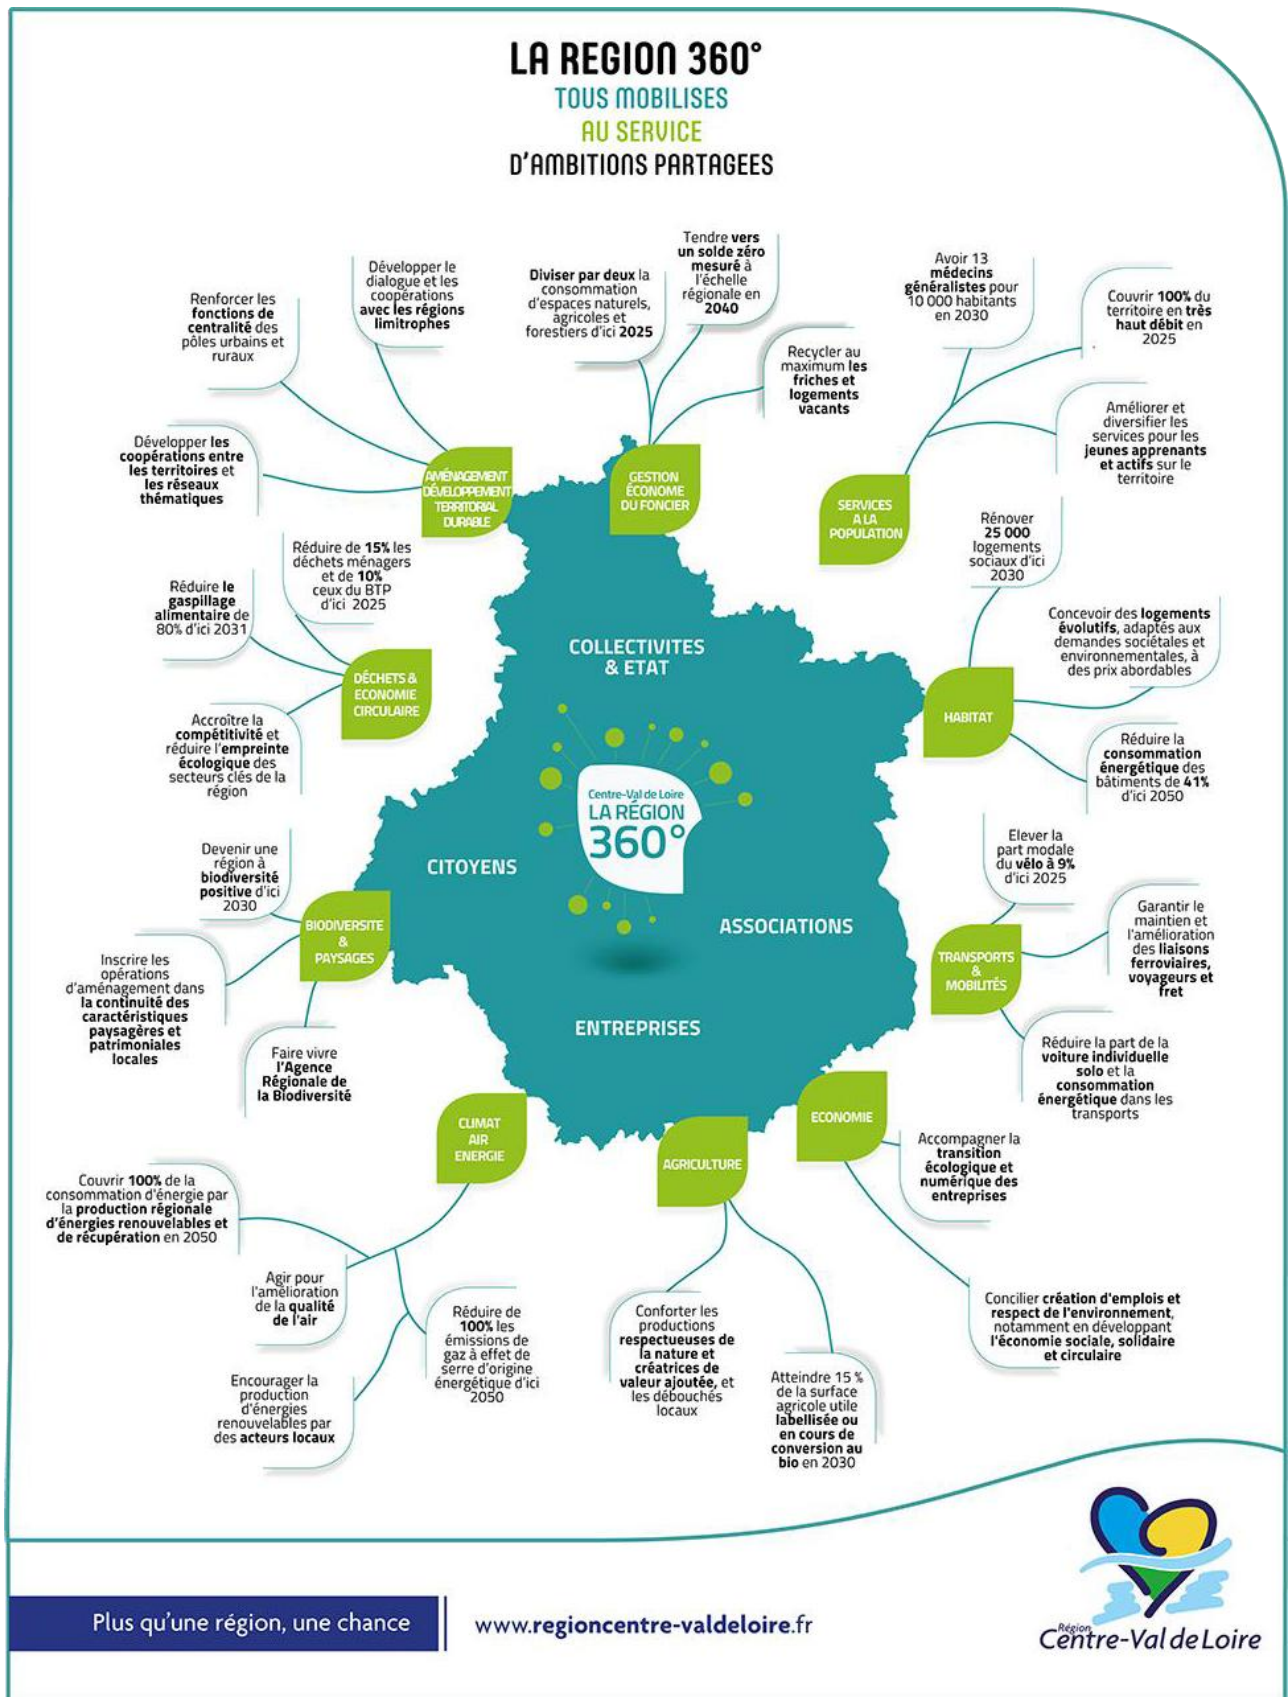 LA REGION 360°
TOUS MOBILISES
AU SERVICE
D'AMBITIONS PARTAGEES
Développer le
dialogue et les
coopérations
avec les régions
limitrophes
Renforcer les
fonctions de
centralité des
pôles urbains et
ruraux
Développer les
coopérations entre
les territoires et
les réseaux
thématiques
AMÉNAGEMENT
DÉVELOPPEMENT
TERRITORIAL
DURABLE
Diviser par deux la
consommation
d'espaces naturels,
agricoles et
forestiers d'ici 2025
Tendre vers
un solde zéro
mesuré à
l'échelle
régionale en
2040
Recycler au
maximum les
friches et
logements
vacants
GESTION
ÉCONOME
DU FONCIER
Avoir 13
médecins
généralistes pour
10 000 habitants
en 2030
Couvrir 100% du
territoire en très
haut débit en
2025
Améliorer et
diversifier les
services pour les
jeunes apprenants
et actifs sur le
territoire
SERVICES
A LA
POPULATION
Réduire de 15% les
déchets ménagers
et de 10%
ceux du BTP
d'ici 2025
Réduire le
gaspillage
alimentaire de
80% d'ici 2031
Accroître la
compétitivité et
réduire l'empreinte
écologique des
secteurs clés de la
région
DÉCHETS &
ECONOMIE
CIRCULAIRE
Rénover
25 000
logements
sociaux d'ici
2030
Concevoir des logements
évolutifs, adaptés aux
demandes sociétales et
environnementales, à
des prix abordables
Réduire la
consommation
énergétique des
bâtiments de 41%
d'ici 2050
HABITAT
COLLECTIVITES
& ETAT
Centre-Val de Loire
LA RÉGION
360°
CITOYENS
ASSOCIATIONS
ENTREPRISES
Devenir une
région à
biodiversité
positive d'ici
2030
Inscrire les
opérations
d'aménagement dans
la continuité des
caractéristiques
paysagères et
patrimoniales
locales
Faire vivre
l'Agence
Régionale de
la Biodiversité
BIODIVERSITE
&
PAYSAGES
Elever la
part modale
du vélo à 9%
d'ici 2025
Garantir le
maintien et
l'amélioration
des liaisons
ferroviaires,
voyageurs et
fret
Réduire la part de la
voiture individuelle
solo et la
consommation
énergétique dans les
transports
TRANSPORTS
&
MOBILITÉS
CLIMAT
AIR
ENERGIE
Couvrir 100% de la
consommation d'énergie par
la production régionale
d'énergies renouvelables et
de récupération en 2050
Agir pour
l'amélioration
de la qualité
de l'air
Encourager la
production
d'énergies
renouvelables par
des acteurs locaux
Réduire de
100% les
émissions de
gaz à effet de
serre d'origine
énergétique d'ici
2050
AGRICULTURE
Conforter les
productions
respectueuses de
la nature et
créatrices de
valeur ajoutée, et
les débouchés
locaux
Atteindre 15 %
de la surface
agricole utile
labellisée ou
en cours de
conversion au
bio en 2030
ECONOMIE
Accompagner la
transition
écologique et
numérique des
entreprises
Concilier création d'emplois et
respect de l'environnement,
notamment en développant
l'économie sociale, solidaire
et circulaire
Plus qu'une région, une chance
www.regioncentre-valdeloire.fr
Région
Centre-Val de Loire